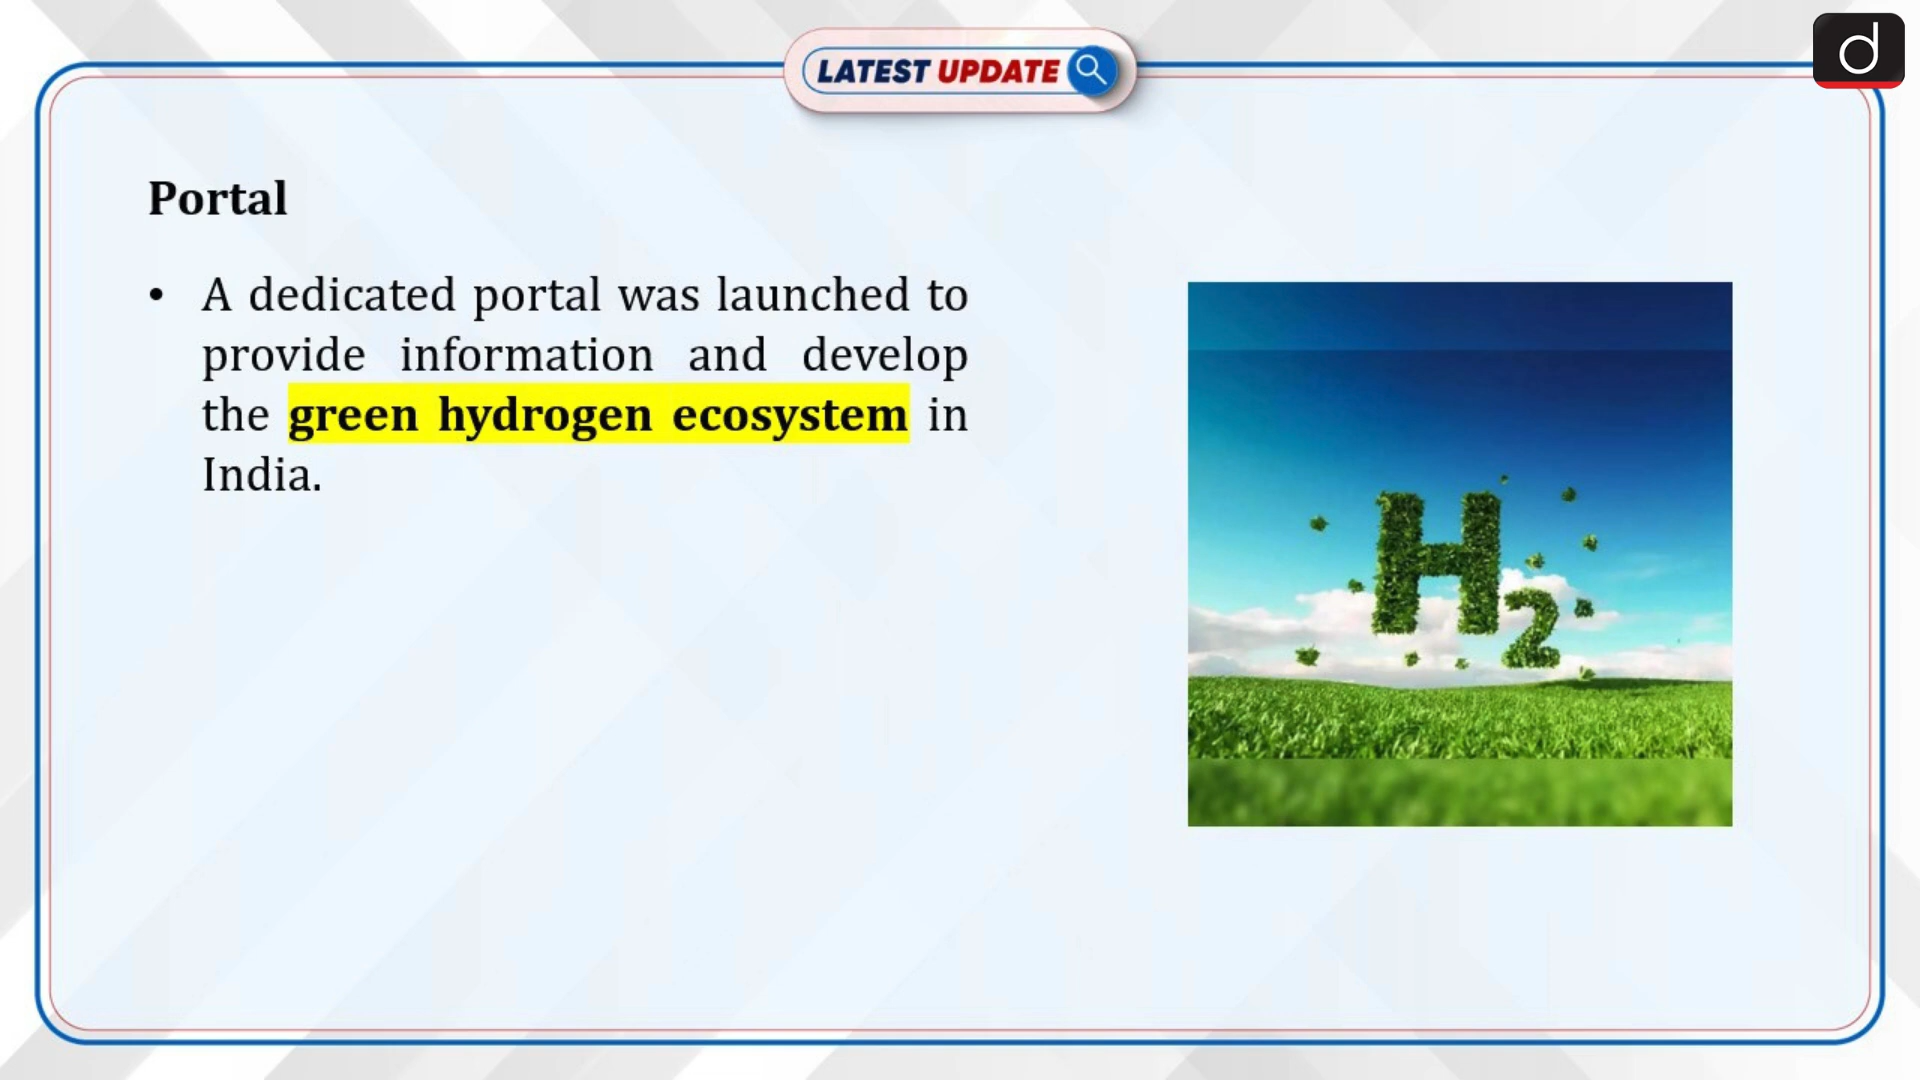 LATEST UPDATE
d
Portal
• A dedicated portal was launched to
provide information and develop
the green hydrogen ecosystem in
India.
H2